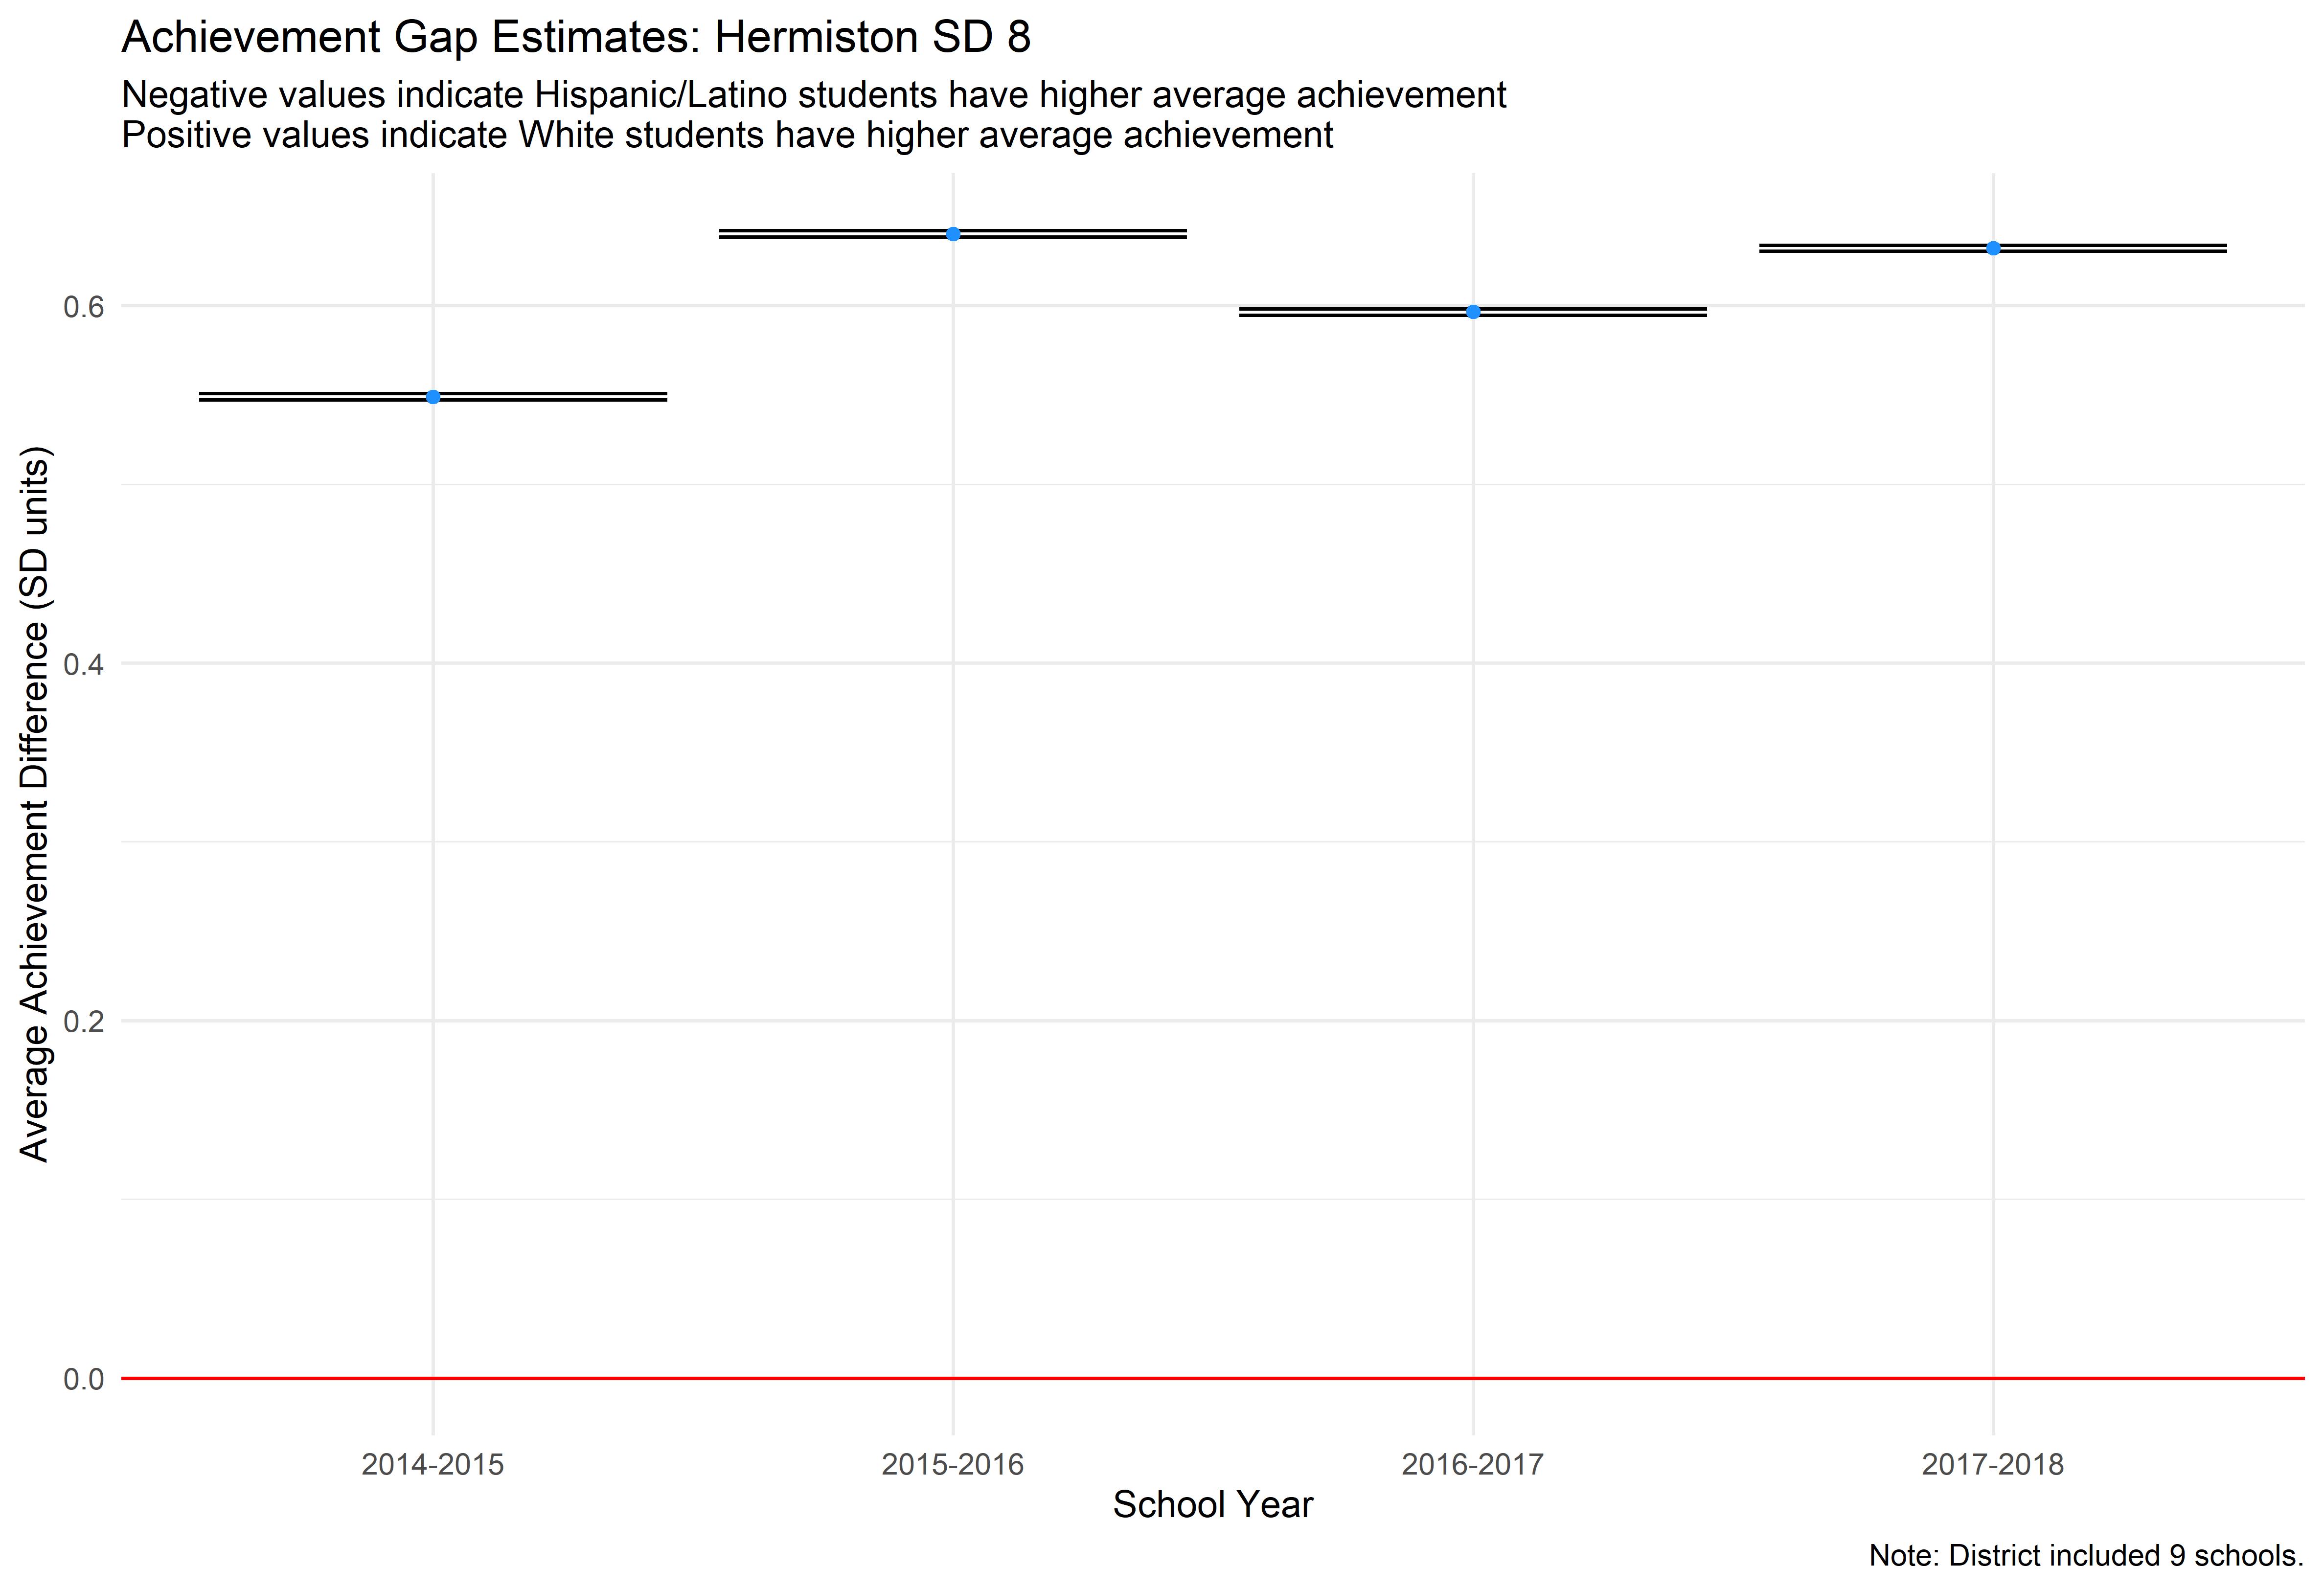 Achievement Gap Estimates: Hermiston SD 8
Negative values indicate Hispanic/Latino students have higher average achievement
Positive values indicate White students have higher average achievement
Average Achievement Difference (SD units)
0.6
0.4
0.2
0.0
2014-2015
2015-2016
2016-2017
2017-2018
School Year
Note: District included 9 schools.